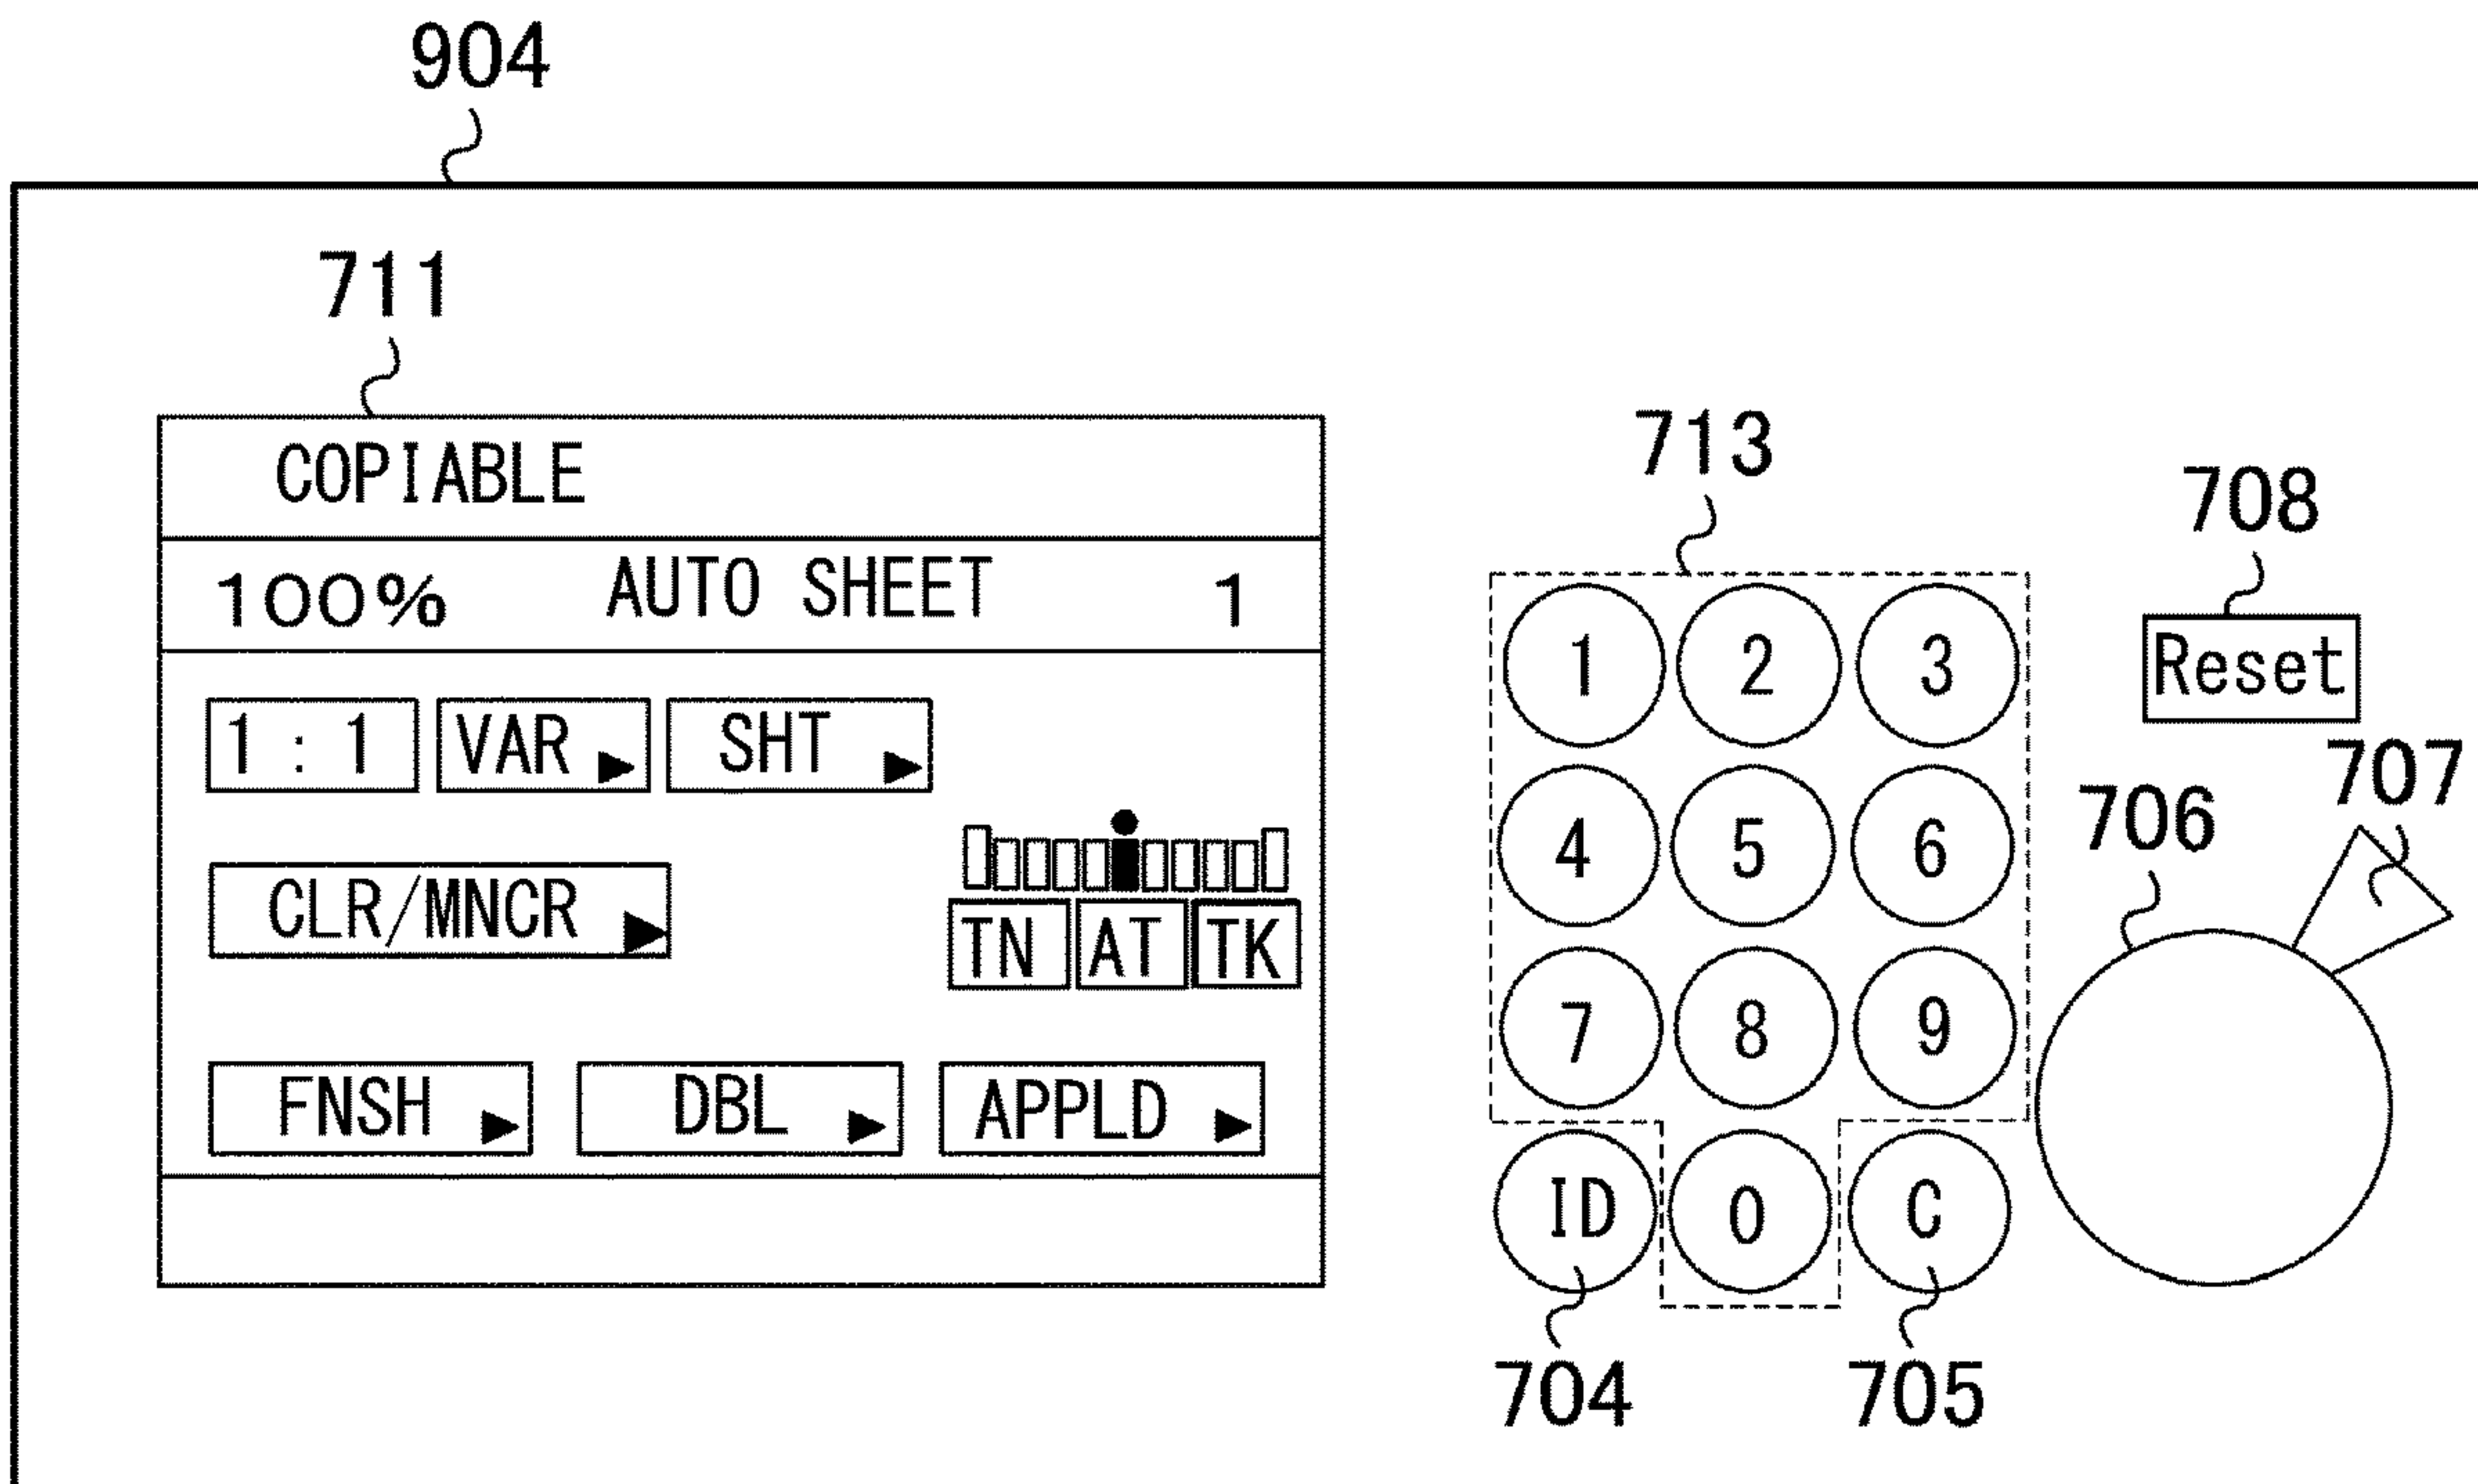 904
711
COPIABLE
100% AUTO SHEET 1
1 : 1 VAR ▶ SHT ▶
CLR/MNCR ▶
TN AT TK
FNSH ▶ DBL ▶ APPLD ▶
713
708
1 2 3
Reset
707
706
4 5 6
7 8 9
ID 0 C
704 705